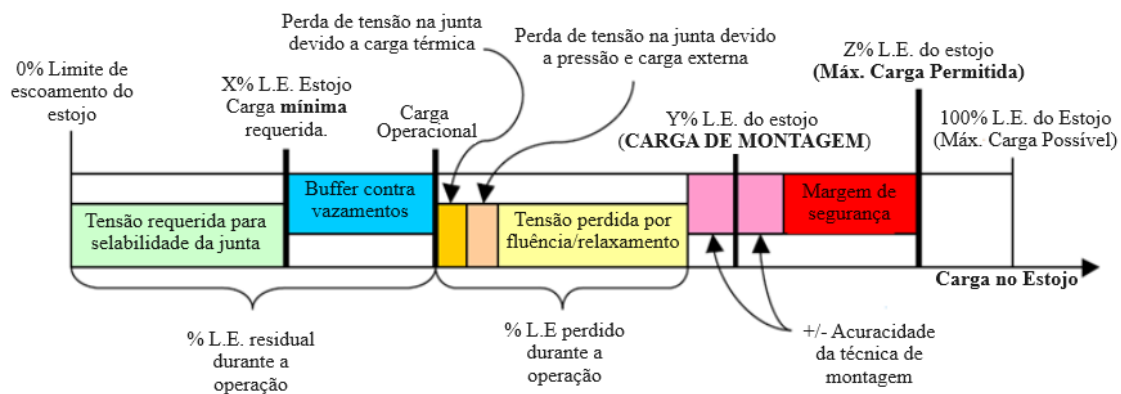 Perda de tensão na junta
devido a carga térmica
Perda de tensão na junta devido
a pressão e carga externa
0% Limite de
escoamento do
estojo
X% L.E. Estojo
Carga mínima
requerida.
Carga
Operacional
Y% L.E. do estojo
(CARGA DE MONTAGEM)
Z% L.E. do estojo
(Máx. Carga Permitida)
100% L.E. do Estojo
(Máx. Carga Possível)
Tensão requerida para
selabilidade da junta
Buffer contra
vazamentos
Tensão perdida por
fluência/relaxamento
Margem de
segurança
Carga no Estojo
% L.E. residual
durante a
operação
% L.E perdido
durante a
operação
+/- Acuracidade
da técnica de
montagem